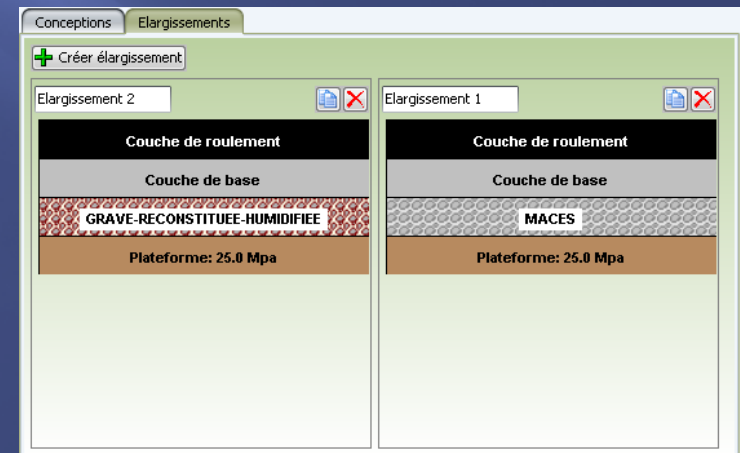 Conceptions
Elargissements
Créer élargissement
Elargissement 2
Couche de roulement
Couche de base
GRAVE-RECONSTITUEE-HUMIDIFIEE
Plateforme: 25.0 Mpa
Elargissement 1
Couche de roulement
Couche de base
MACES
Plateforme: 25.0 Mpa